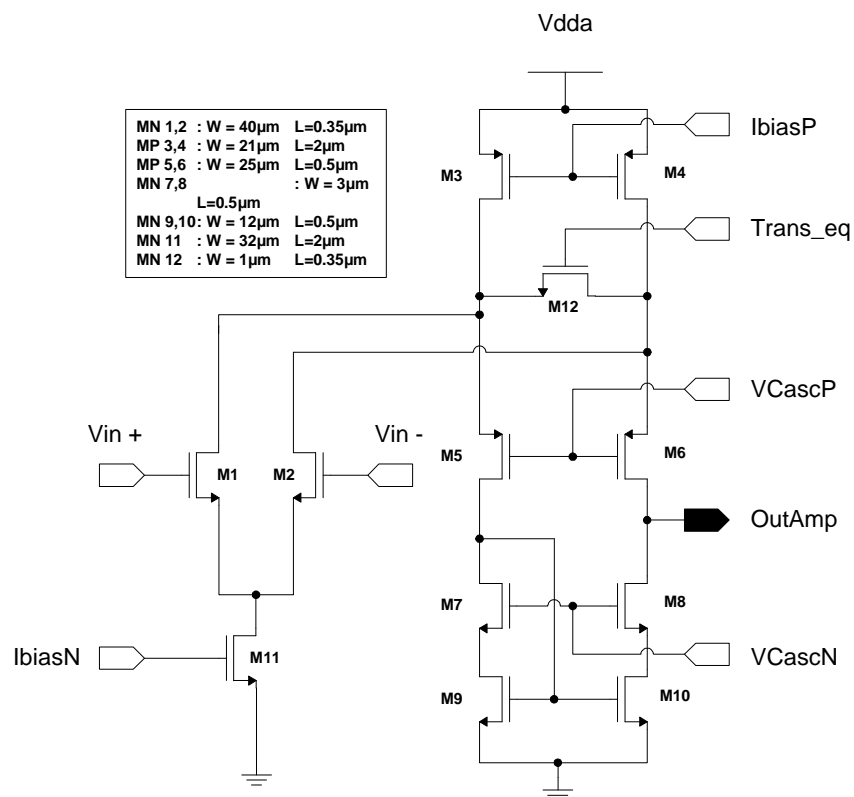 Vdda
MN 1,2 : W = 40µm L=0.35µm
MP 3,4 : W = 21µm L=2µm
MP 5,6 : W = 25µm L=0.5µm
MN 7,8 : W = 3µm
L=0.5µm
MN 9,10: W = 12µm L=0.5µm
MN 11 : W = 32µm L=2µm
MN 12 : W = 1µm L=0.35µm
IbiasP
M3
M4
Trans_eq
M12
VCascP
Vin +
Vin -
M5
M6
M1
M2
OutAmp
M7
M8
IbiasN
M11
VCascN
M9
M10